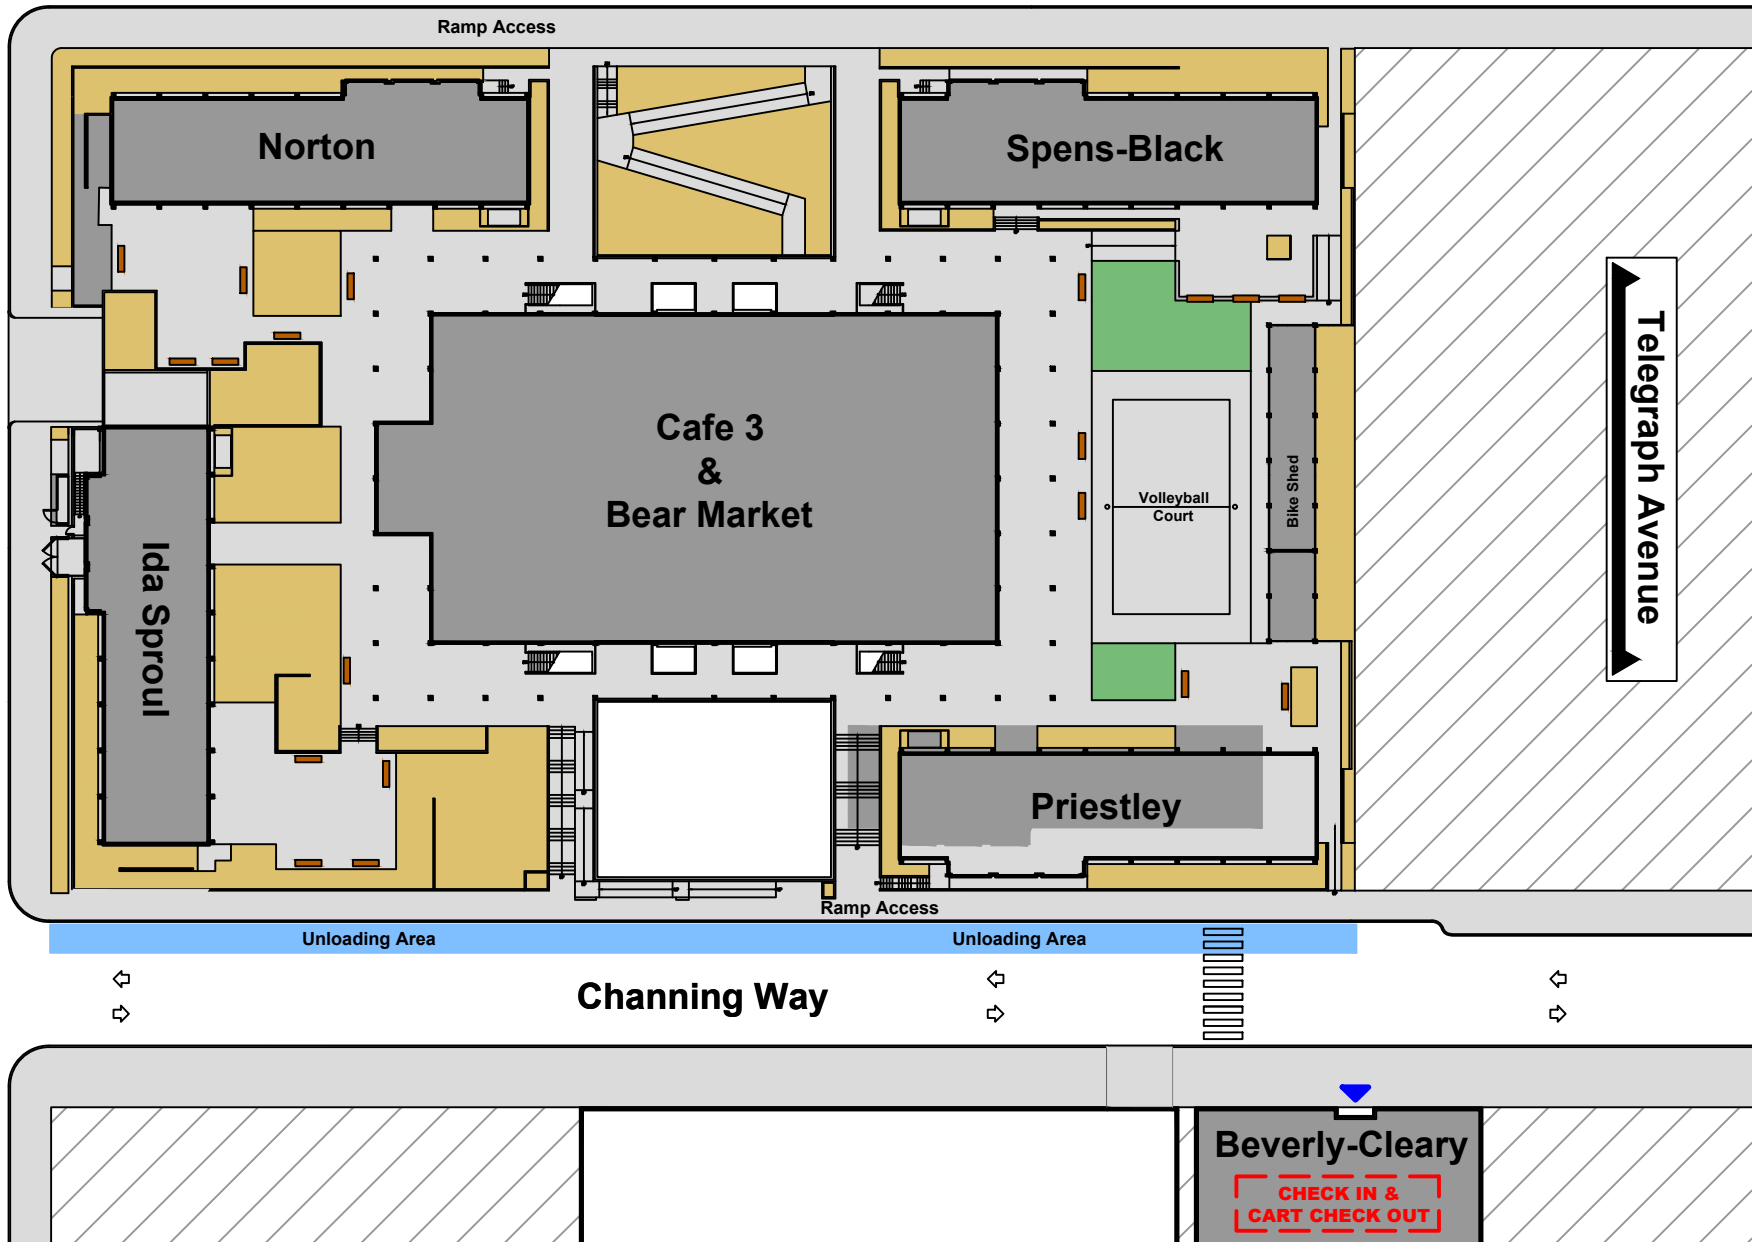 Ramp Access
Norton
Spens-Black
Cafe 3
&
Bear Market
Volleyball
Court
Bike Shed
Telegraph Avenue
Ida Sproul
Priestley
Ramp Access
Unloading Area
Unloading Area
Channing Way
Beverly-Cleary
CHECK IN &
CART CHECK OUT